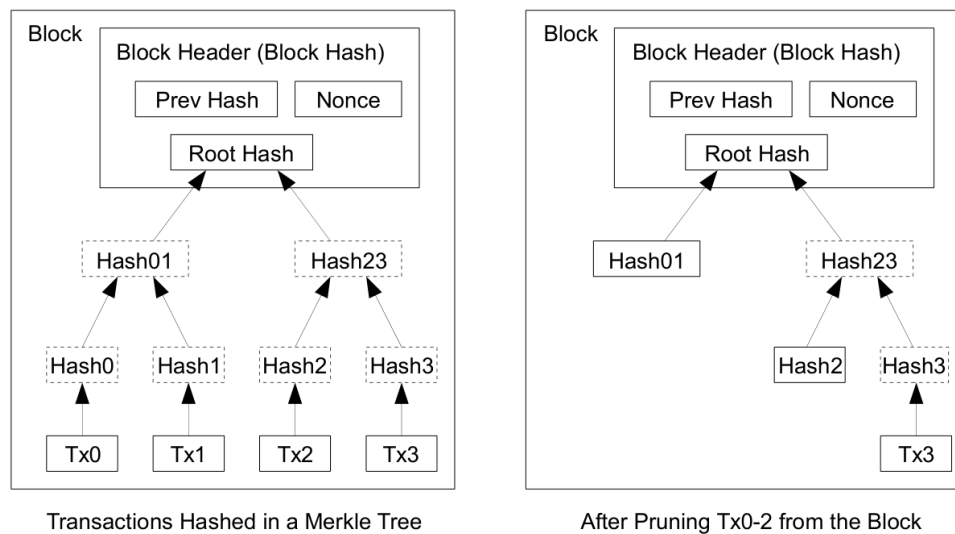 Block
Block Header (Block Hash)
Prev Hash
Nonce
Root Hash
Hash01
Hash23
Hash0
Hash1
Hash2
Hash3
Tx0
Tx1
Tx2
Tx3
Transactions Hashed in a Merkle Tree
Block
Block Header (Block Hash)
Prev Hash
Nonce
Root Hash
Hash01
Hash23
Hash2
Hash3
Tx3
After Pruning Tx0-2 from the Block